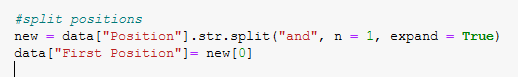 #split positions
new = data["Position"].str.split("and", n = 1, expand = True)
data["First Position"]= new[0]